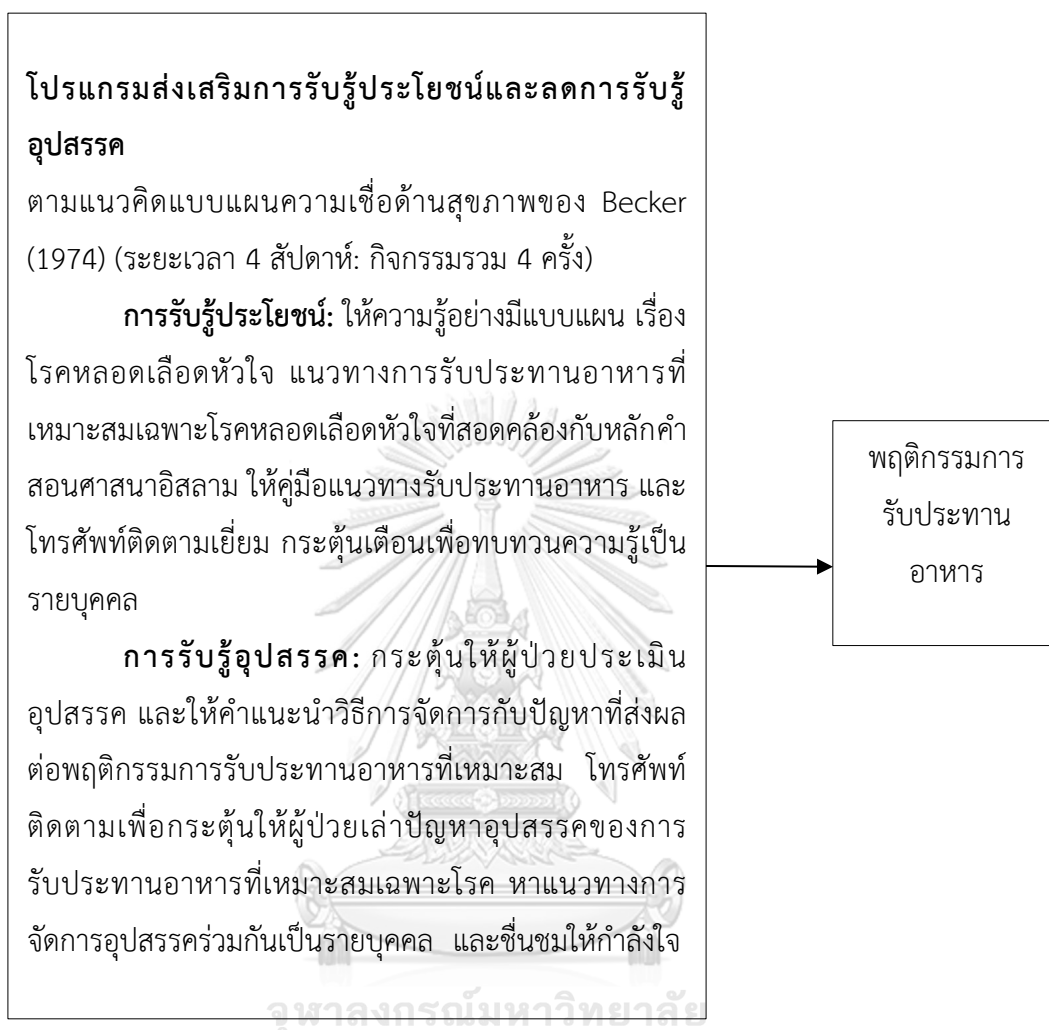 โปรแกรมส่งเสริมการรับรู้ประโยชน์และลดการรับรู้
อุปสรรค
ตามแนวคิดแบบแผนความเชื่อด้านสุขภาพของ Becker
(1974) (ระยะเวลา 4 สัปดาห์: กิจกรรมรวม 4 ครั้ง)
การรับรู้ประโยชน์: ให้ความรู้อย่างมีแบบแผน เรื่อง
โรคหลอดเลือดหัวใจ แนวทางการรับประทานอาหารที่
เหมาะสมเฉพาะโรคหลอดเลือดหัวใจที่สอดคล้องกับหลักคำ
สอนศาสนาอิสลาม ให้คู่มือแนวทางรับประทานอาหาร และ
โทรศัพท์ติดตามเยี่ยม กระตุ้นเตือนเพื่อทบทวนความรู้เป็น
รายบุคคล
การรับรู้อุปสรรค: กระตุ้นให้ผู้ป่วยประเมิน
อุปสรรค และให้คำแนะนำวิธีการจัดการกับปัญหาที่ส่งผล
ต่อพฤติกรรมการรับประทานอาหารที่เหมาะสม โทรศัพท์
ติดตามเพื่อกระตุ้นให้ผู้ป่วยเล่าปัญหาอุปสรรคของการ
รับประทานอาหารที่เหมาะสมเฉพาะโรค หาแนวทางการ
จัดการอุปสรรคร่วมกันเป็นรายบุคคล และชื่นชมให้กำลังใจ
พฤติกรรมการ
รับประทาน
อาหาร
จุฬาลงกรณ์มหาวิทยาลัย